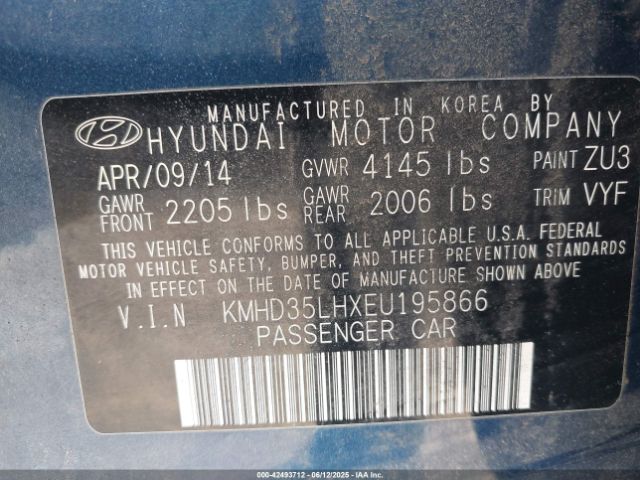 MANUFACTURED IN KOREA BY
HYUNDAI MOTOR COMPANY
APR/09/14 GVWR 4145 lbs PAINT ZU3
GAWR FRONT 2205 lbs GAWR REAR 2006 lbs TRIM VYF
THIS VEHICLE CONFORMS TO ALL APPLICABLE U.S.A. FEDERAL
MOTOR VEHICLE SAFETY, BUMPER, AND THEFT PREVENTION STANDARDS
IN EFFECT ON THE DATE OF MANUFACTURE SHOWN ABOVE.
V.I.N KMHD35LHXEU195866
PASSENGER CAR
000-42493712 06/12/2025 IAAI.COM